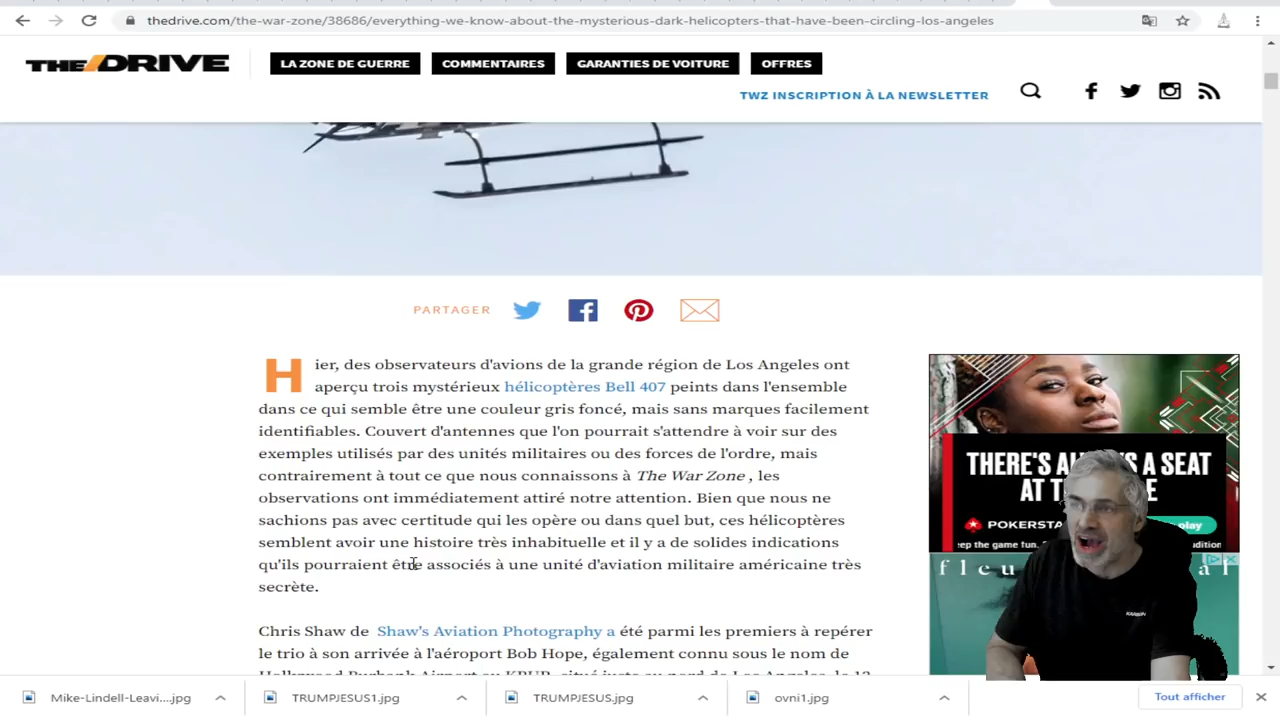 thedrive.com/the-war-zone/38686/everything-we-know-about-the-mysterious-dark-helicopters-that-have-been-circling-los-angeles
THE DRIVE
LA ZONE DE GUERRE
COMMENTAIRES
GARANTIES DE VOITURE
OFFRES
TWZ INSCRIPTION À LA NEWSLETTER
PARTAGER
Hier, des observateurs d'avions de la grande région de Los Angeles ont
aperçu trois mystérieux hélicoptères Bell 407 peints dans l'ensemble
dans ce qui semble être une couleur gris foncé, mais sans marques facilement
identifiables. Couvert d'antennes que l'on pourrait s'attendre à voir sur des
exemples utilisés par des unités militaires ou des forces de l'ordre, mais
contrairement à tout ce que nous connaissons à The War Zone , les
observations ont immédiatement attiré notre attention. Bien que nous ne
sachions pas avec certitude qui les opère ou dans quel but, ces hélicoptères
semblent avoir une histoire très inhabituelle et il y a de solides indications
qu'ils pourraient être associés à une unité d'aviation militaire américaine très
secrète.
Chris Shaw de Shaw's Aviation Photography a été parmi les premiers à repérer
le trio à son arrivée à l'aéroport Bob Hope, également connu sous le nom de
THERE'S A A SEAT
AT THE E
POKERSTA
play
eep the game fun. Terms
dition
Mike-Lindell-Leavi....jpg
TRUMPJESUS1.jpg
TRUMPJESUS.jpg
ovni1.jpg
Tout afficher